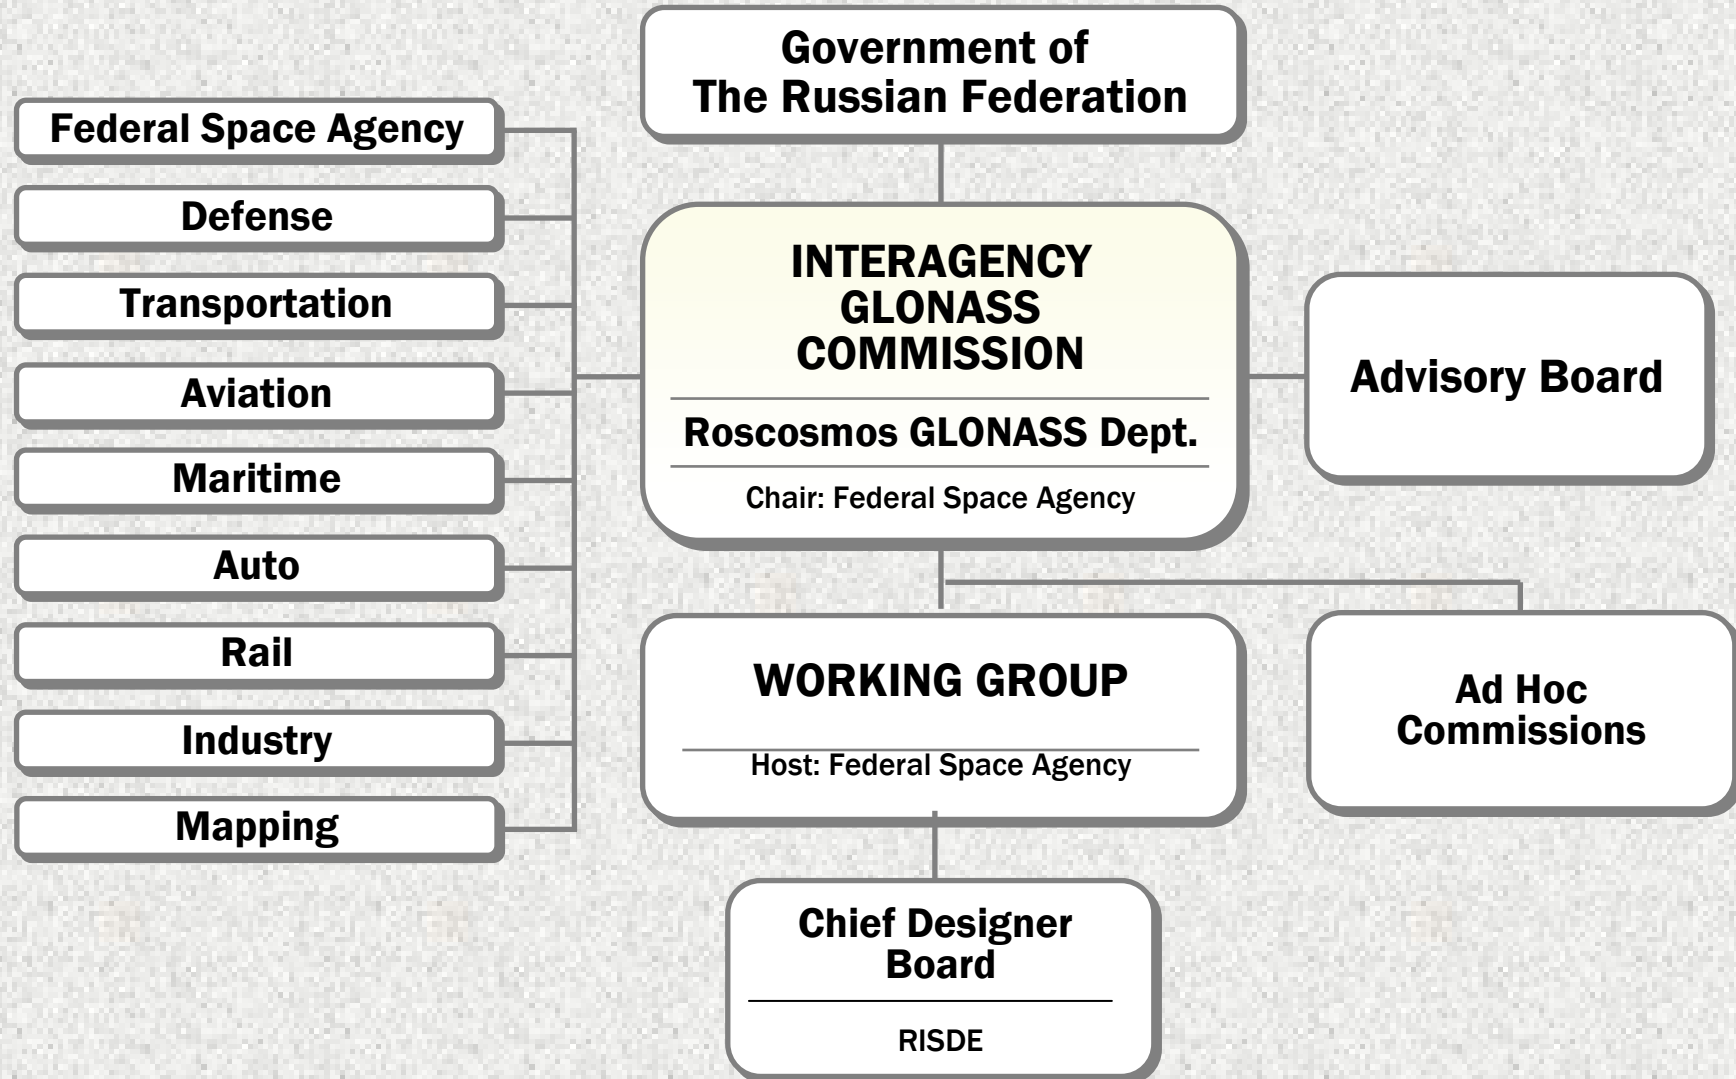 Government of
The Russian Federation
Federal Space Agency
Defense
Transportation
Aviation
Maritime
Auto
Rail
Industry
Mapping
INTERAGENCY
GLONASS
COMMISSION
Roscosmos GLONASS Dept.
Chair: Federal Space Agency
Advisory Board
WORKING GROUP
Host: Federal Space Agency
Ad Hoc
Commissions
Chief Designer
Board
RISDE